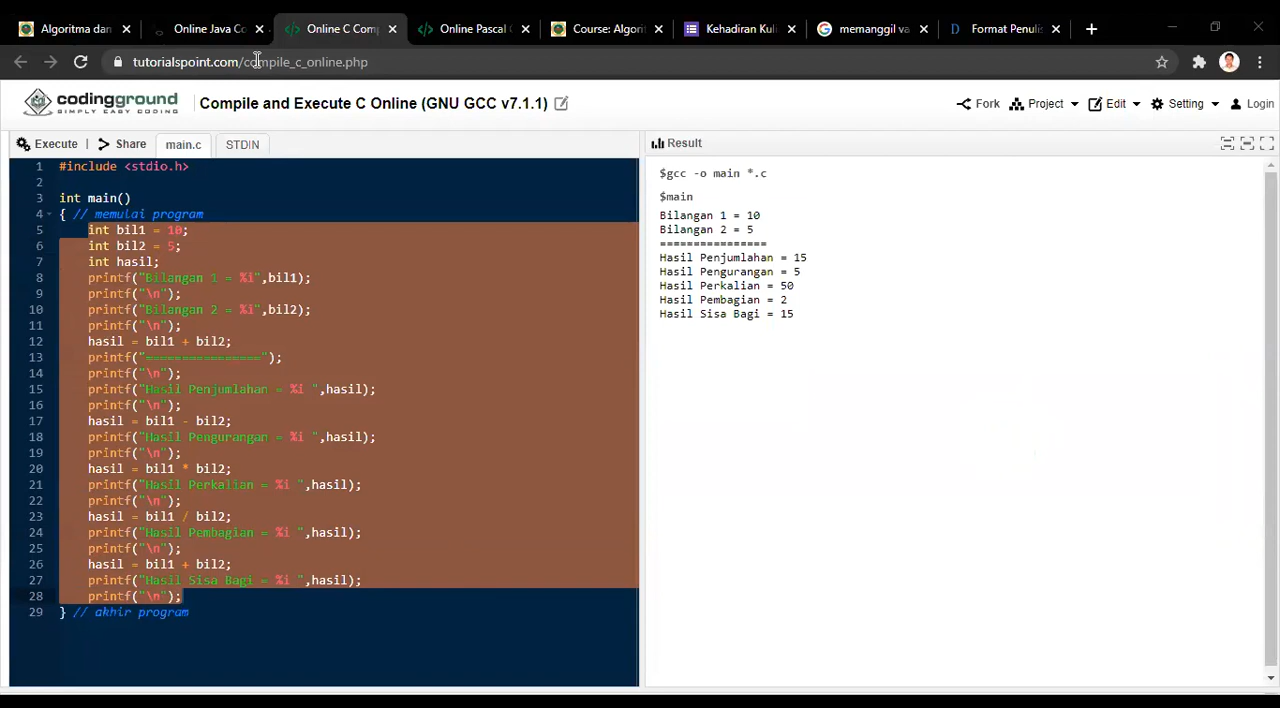 Algoritma dan
Online Java Co
Online C Comp
Online Pascal C
Course: Algorit
Kehadiran Kuli
memanggil va
Format Penulis
tutorialspoint.com/compile_c_online.php
codingground
SIMPLY EASY CODING
Compile and Execute C Online (GNU GCC v7.1.1)
Fork
Project
Edit
Setting
Login
Execute
Share
main.c
STDIN
1 #include <stdio.h>
2
3 int main()
4 { // memulai program
5 int bil1 = 10;
6 int bil2 = 5;
7 int hasil;
8 printf("Bilangan 1 = %i",bil1);
9 printf("\n");
10 printf("Bilangan 2 = %i",bil2);
11 printf("\n");
12 hasil = bil1 + bil2;
13 printf("================");
14 printf("\n");
15 printf("Hasil Penjumlahan = %i ",hasil);
16 printf("\n");
17 hasil = bil1 - bil2;
18 printf("Hasil Pengurangan = %i ",hasil);
19 printf("\n");
20 hasil = bil1 * bil2;
21 printf("Hasil Perkalian = %i ",hasil);
22 printf("\n");
23 hasil = bil1 / bil2;
24 printf("Hasil Pembagian = %i ",hasil);
25 printf("\n");
26 hasil = bil1 + bil2;
27 printf("Hasil Sisa Bagi = %i ",hasil);
28 printf("\n");
29 } // akhir program
Result
$gcc -o main *.c
$main
Bilangan 1 = 10
Bilangan 2 = 5
================
Hasil Penjumlahan = 15
Hasil Pengurangan = 5
Hasil Perkalian = 50
Hasil Pembagian = 2
Hasil Sisa Bagi = 15